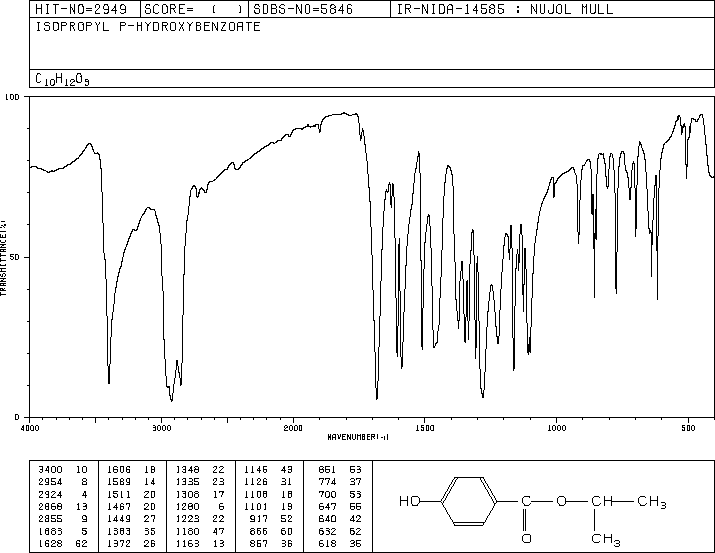 HIT-NO=2949 SCORE= ( ) SDBS-NO=5846 IR-NIDA-14585 : NUJOL MULL
ISOPROPYL P-HYDROXYBENZOATE
C10H12O3
100
50
0
TRANSMITTANCE(%)
4000 3000 2000 1500 1000 500
WAVENUMBER(-1)
3400 10 1606 18 1348 22 1145 43 851 53
2954 8 1589 14 1335 23 1126 31 774 37
2924 4 1511 20 1308 17 1108 18 700 53
2868 13 1467 20 1280 6 1101 19 647 55
2855 9 1449 27 1223 22 917 52 640 42
1683 5 1383 35 1180 47 866 60 632 52
1628 62 1372 26 1163 13 857 36 618 35
HO C O CH CH3
O CH3